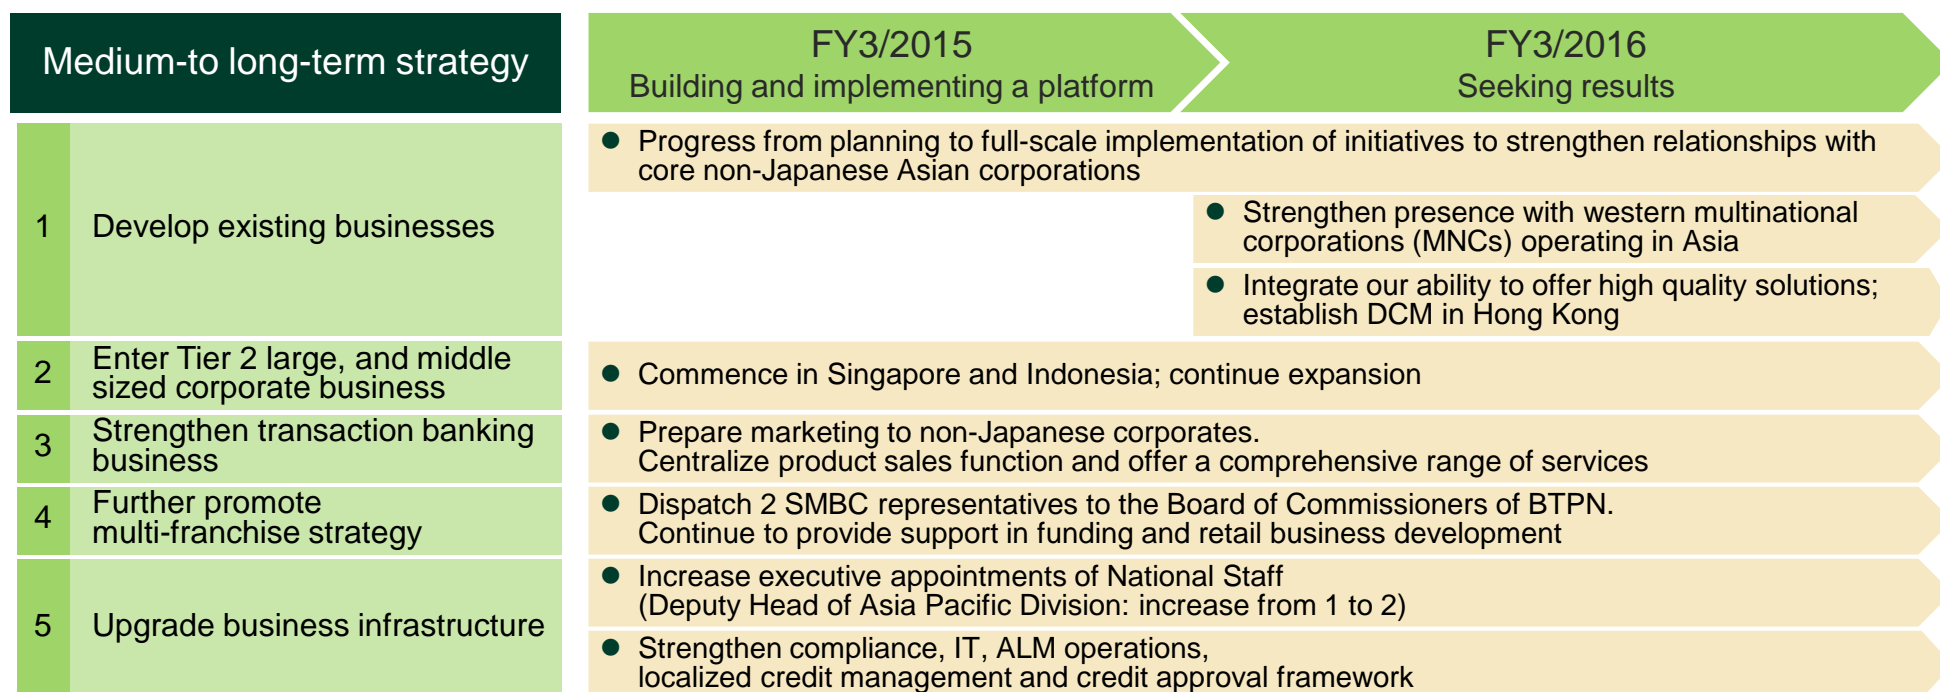 Medium-to long-term strategy
FY3/2015
Building and implementing a platform
FY3/2016
Seeking results
1
Develop existing businesses
● Progress from planning to full-scale implementation of initiatives to strengthen relationships with
core non-Japanese Asian corporations
● Strengthen presence with western multinational
corporations (MNCs) operating in Asia
● Integrate our ability to offer high quality solutions;
establish DCM in Hong Kong
2
Enter Tier 2 large, and middle
sized corporate business
● Commence in Singapore and Indonesia; continue expansion
3
Strengthen transaction banking
business
● Prepare marketing to non-Japanese corporates.
Centralize product sales function and offer a comprehensive range of services
4
Further promote
multi-franchise strategy
● Dispatch 2 SMBC representatives to the Board of Commissioners of BTPN.
Continue to provide support in funding and retail business development
5
Upgrade business infrastructure
● Increase executive appointments of National Staff
(Deputy Head of Asia Pacific Division: increase from 1 to 2)
● Strengthen compliance, IT, ALM operations,
localized credit management and credit approval framework